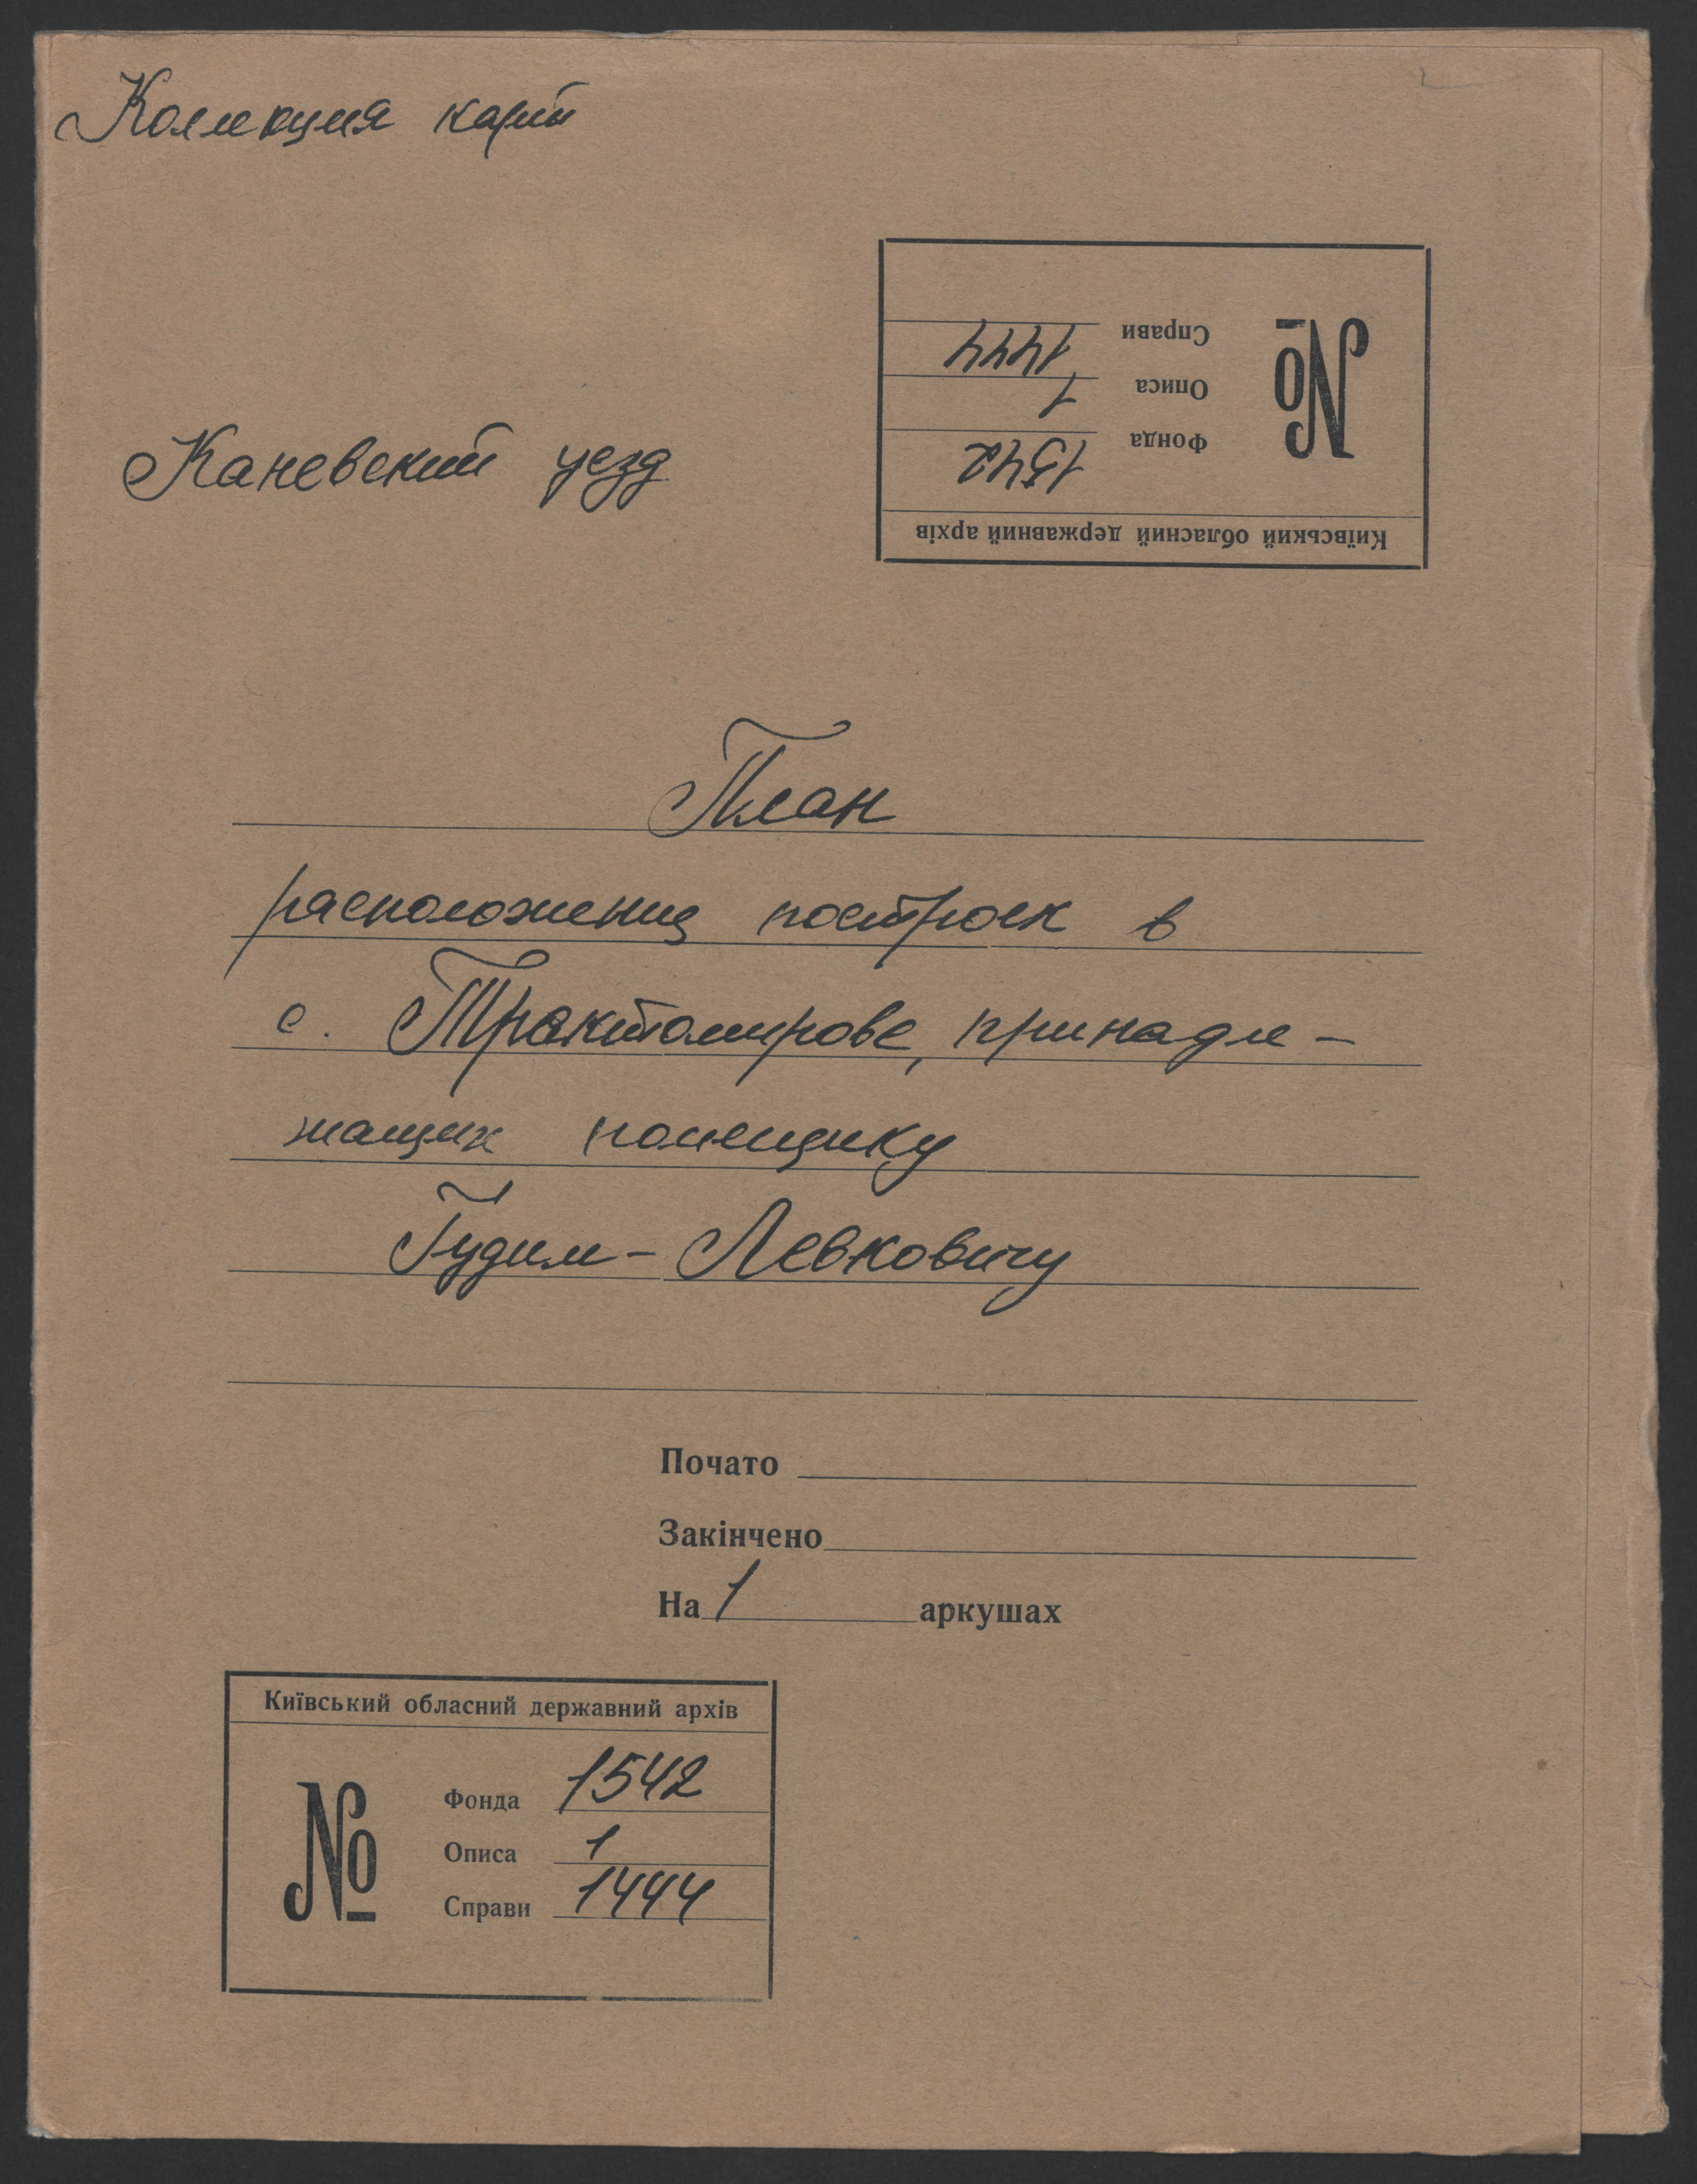 Коллекция карт
Справи 1444
Описа 1
Фонда 1542
№
Київський обласний державний архів
Каневский уезд
План
расположения построек в
с. Трактомирове, принадле-
жащих помещику
Гудим-Левковичу
Почато
Закінчено
На 1 аркушах
Київський обласний державний архів
№
Фонда 1542
Описа 1
Справи 1444